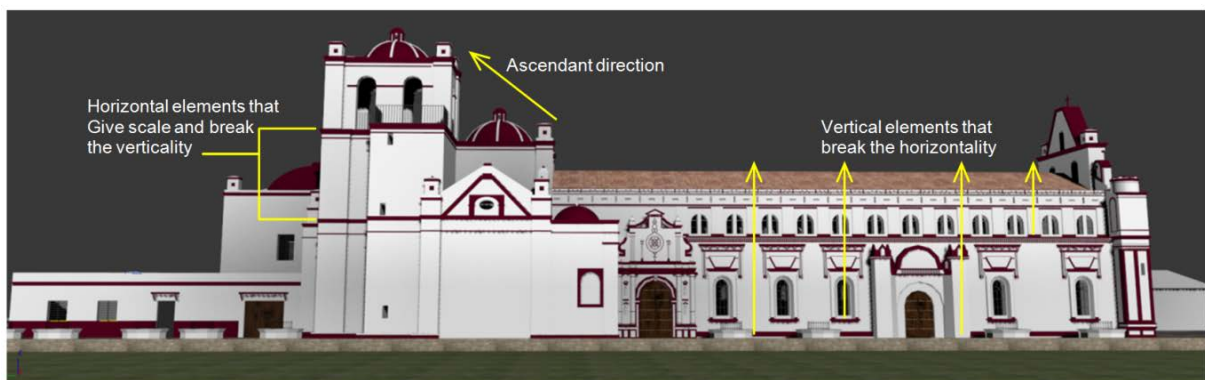 Ascendant direction
Horizontal elements that
Give scale and break
the verticality
Vertical elements that
break the horizontality